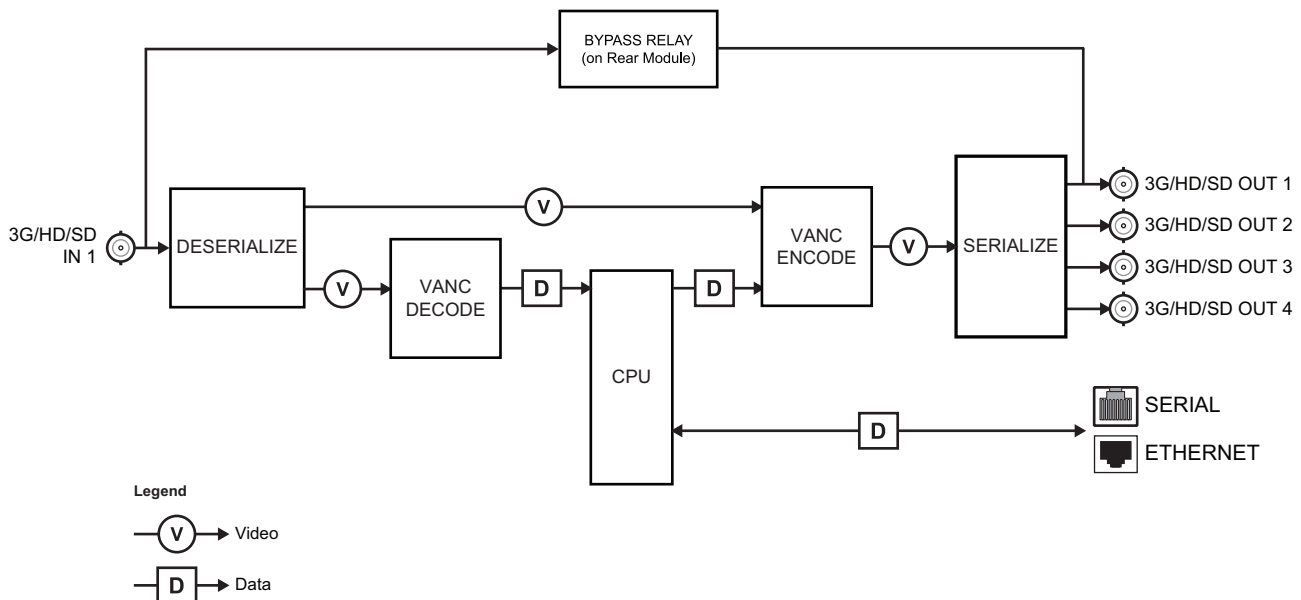 BYPASS RELAY
(on Rear Module)
3G/HD/SD
IN 1
DESERIALIZE
V
V
VANC
DECODE
D
CPU
D
VANC
ENCODE
V
SERIALIZE
3G/HD/SD OUT 1
3G/HD/SD OUT 2
3G/HD/SD OUT 3
3G/HD/SD OUT 4
D
SERIAL
ETHERNET
Legend
V Video
D Data